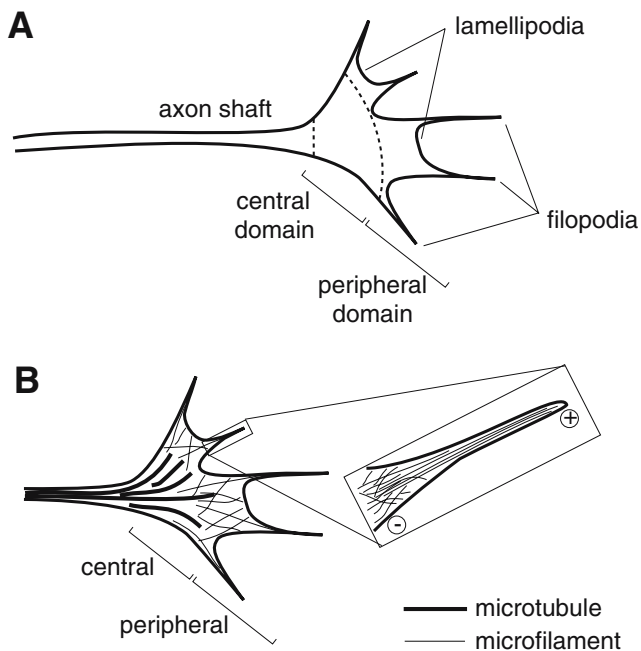 A
lamellipodia
axon shaft
central
domain
filopodia
peripheral
domain
B
+
-
central
peripheral
microtubule
microfilament